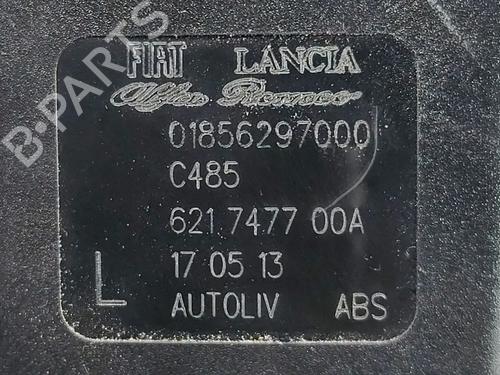 FIAT LANCIA
Alfa Romeo
01856297000
C485
621 7477 00A
17 05 13
L AUTOLIV ABS
B-PARTS